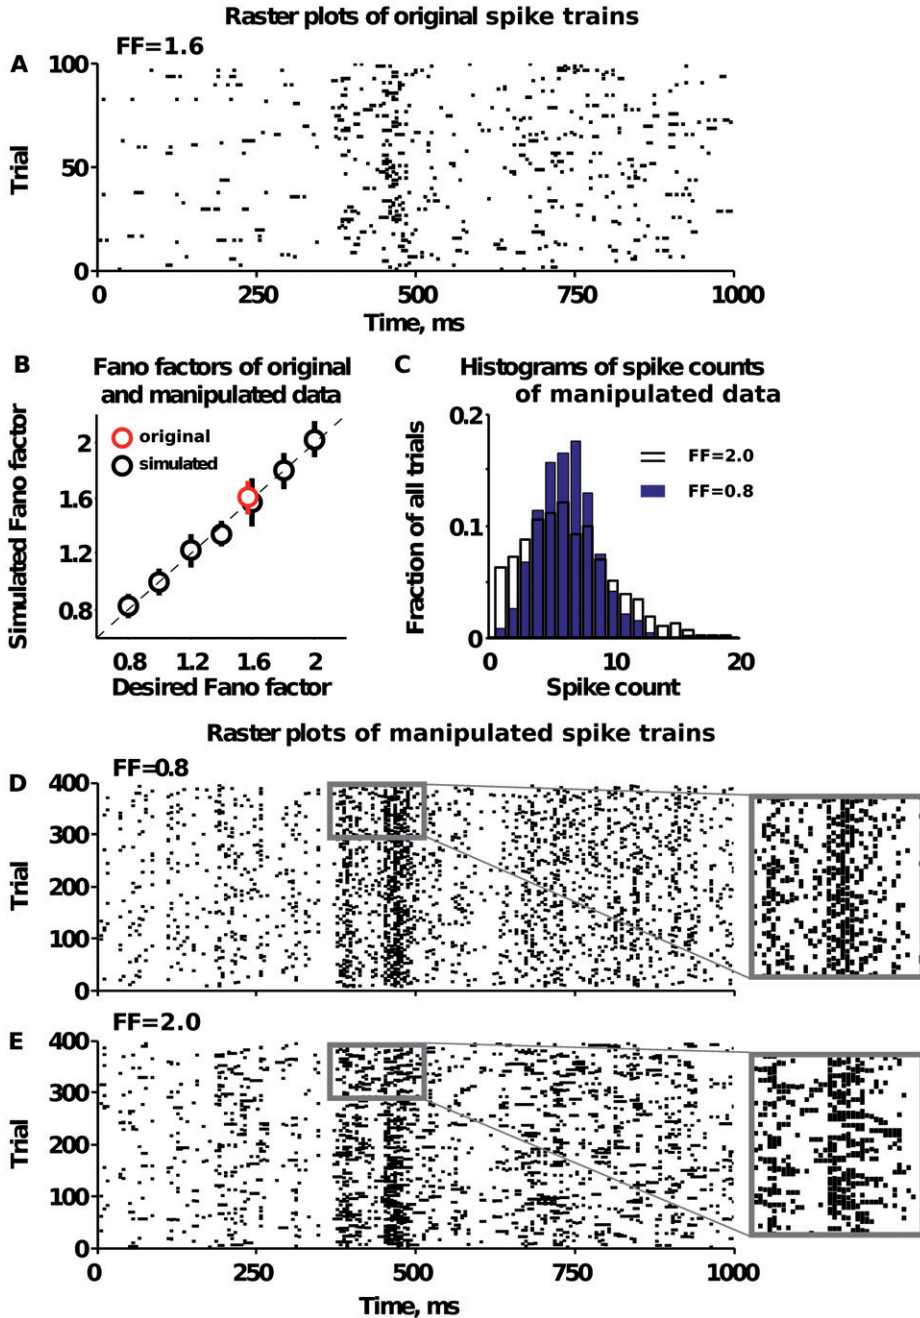 Raster plots of original spike trains
A
FF=1.6
100
50
0
Trial
0 250 500 750 1000
Time, ms
B
Fano factors of original
and manipulated data
original
simulated
2
1.6
1.2
0.8
Simulated Fano factor
0.8 1.2 1.6 2
Desired Fano factor
C
Histograms of spike counts
of manipulated data
0.2
0.1
0
Fraction of all trials
FF=2.0
FF=0.8
0 10 20
Spike count
Raster plots of manipulated spike trains
D
FF=0.8
400
300
200
100
0
Trial
0 250 500 750 1000
E
FF=2.0
400
300
200
100
0
Trial
0 250 500 750 1000
Time, ms